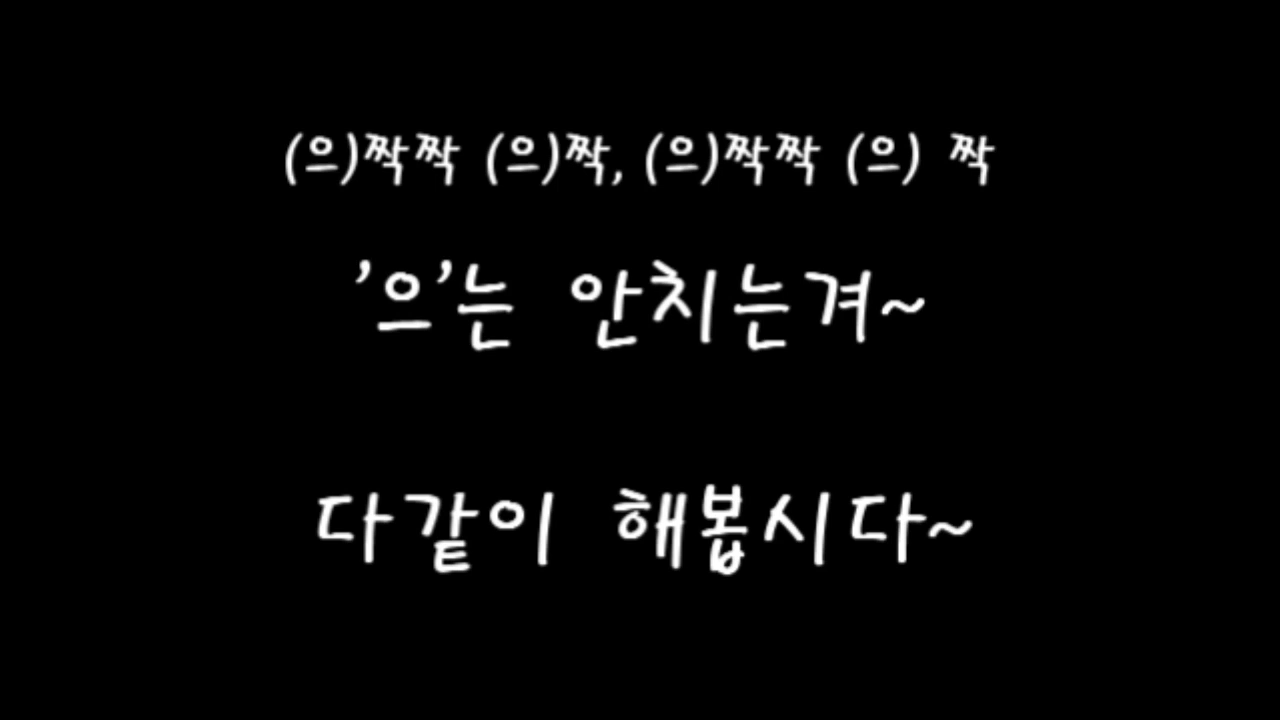 (으)짝짝 (으)짝, (으)짝짝 (으) 짝
'으'는 안치는겨~
다같이 해봅시다~